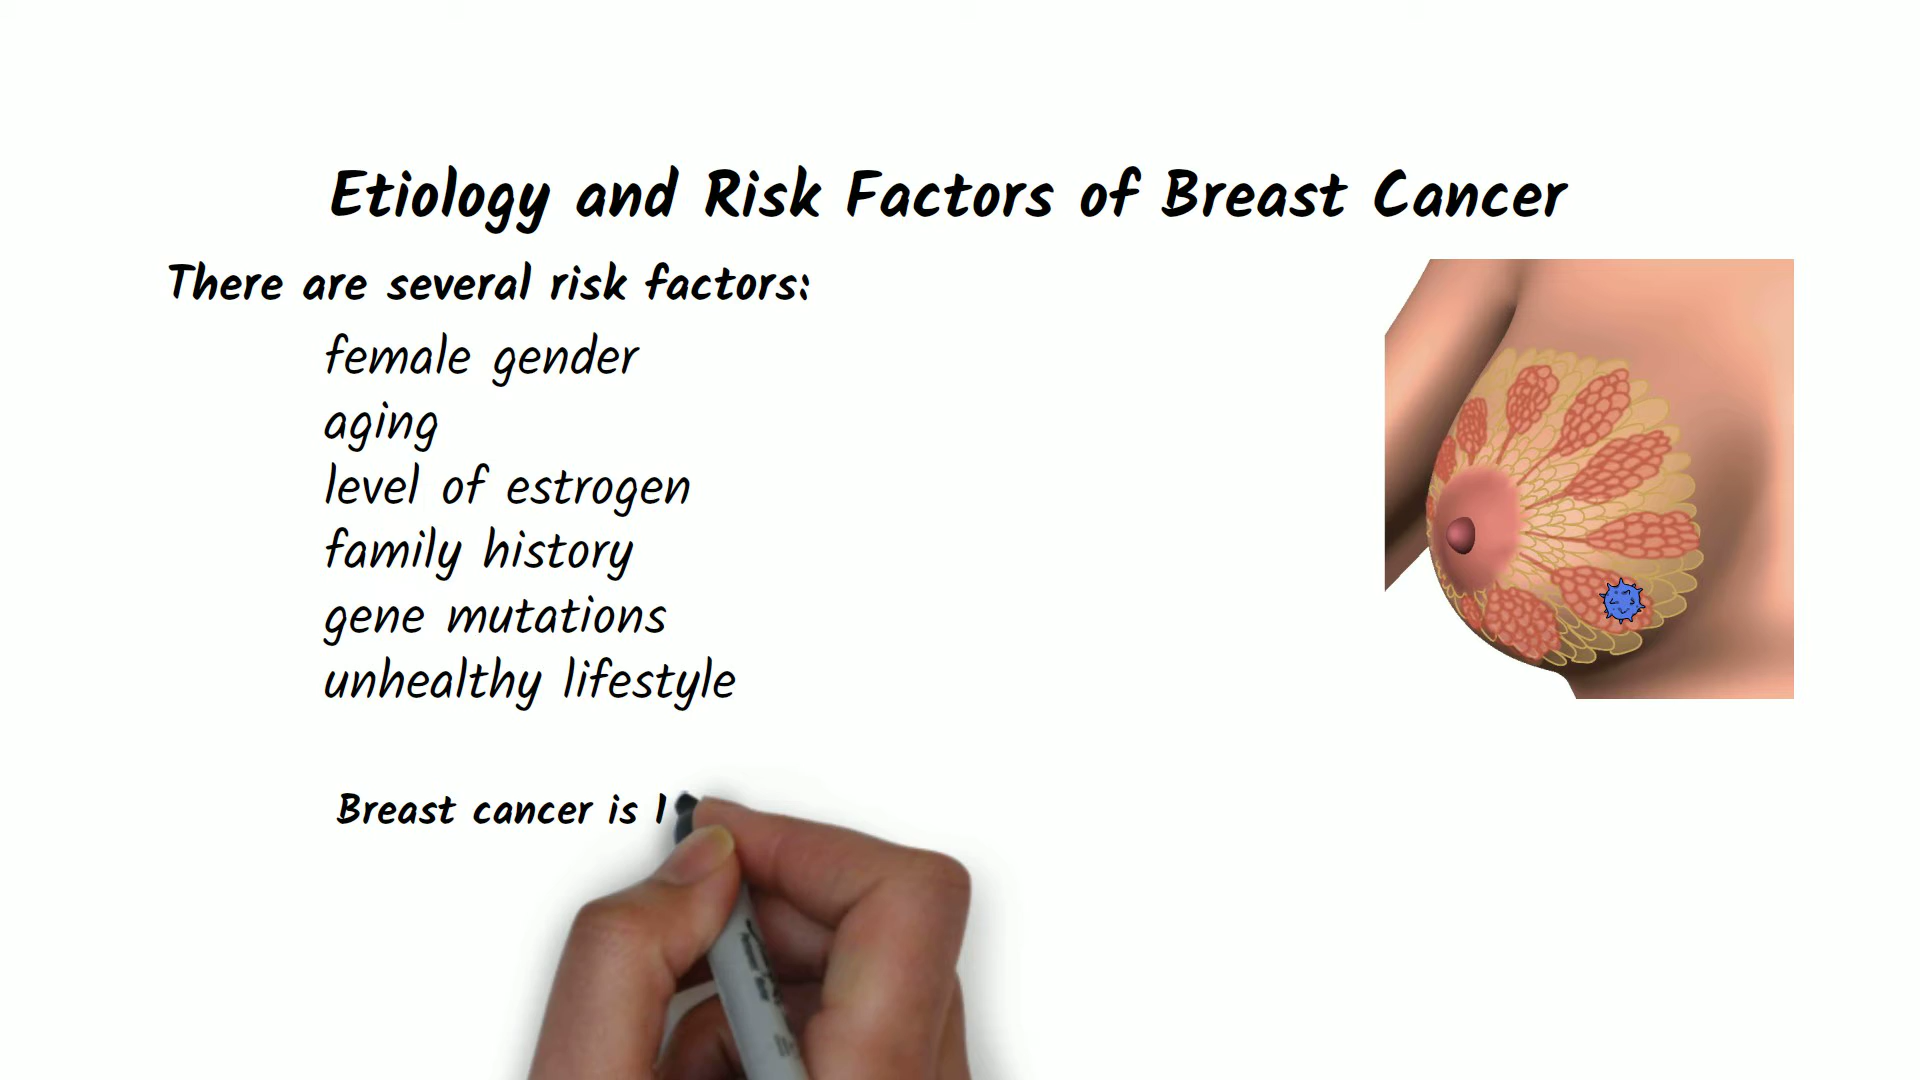 Etiology and Risk Factors of Breast Cancer
There are several risk factors:
female gender
aging
level of estrogen
family history
gene mutations
unhealthy lifestyle
Breast cancer is 1